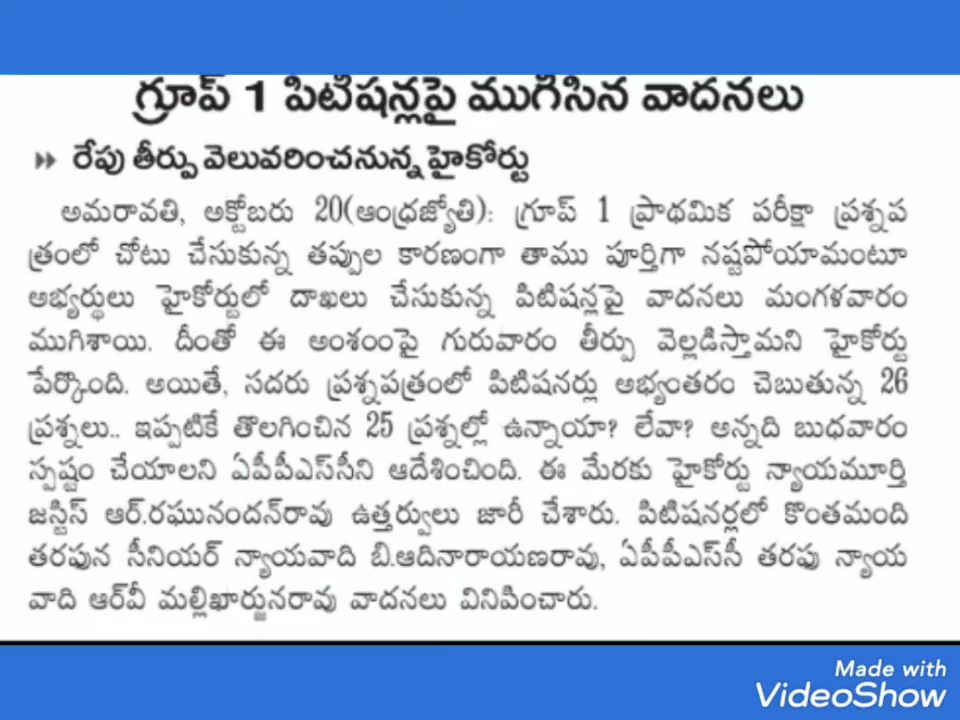 గ్రూప్ 1 పిటిషన్లపై ముగిసిన వాదనలు
రేపు తీర్పు వెలువరించనున్న హైకోర్టు
అమరావతి, అక్టోబరు 20(ఆంధ్రజ్యోతి): గ్రూప్ 1 ప్రాథమిక పరీక్షా ప్రశ్నప
త్రంలో చోటు చేసుకున్న తప్పుల కారణంగా తాము పూర్తిగా నష్టపోయామంటూ
అభ్యర్థులు హైకోర్టులో దాఖలు చేసుకున్న పిటిషన్లపై వాదనలు మంగళవారం
ముగిశాయి. దీంతో ఈ అంశంపై గురువారం తీర్పు వెల్లడిస్తామని హైకోర్టు
పేర్కొంది. అయితే, సదరు ప్రశ్నపత్రంలో పిటిషనర్లు అభ్యంతరం చెబుతున్న 26
ప్రశ్నలు.. ఇప్పటికే తొలగించిన 25 ప్రశ్నల్లో ఉన్నాయా? లేవా? అన్నది బుధవారం
స్పష్టం చేయాలని ఏపీపీఎస్‌సీని ఆదేశించింది. ఈ మేరకు హైకోర్టు న్యాయమూర్తి
జస్టిస్ ఆర్.రఘునందన్‌రావు ఉత్తర్వులు జారీ చేశారు. పిటిషనర్లలో కొంతమంది
తరఫున సీనియర్ న్యాయవాది బి.ఆదినారాయణరావు, ఏపీపీఎస్‌సీ తరఫు న్యాయ
వాది ఆర్‌వీ మల్లిఖార్జునరావు వాదనలు వినిపించారు.
Made with
VideoShow